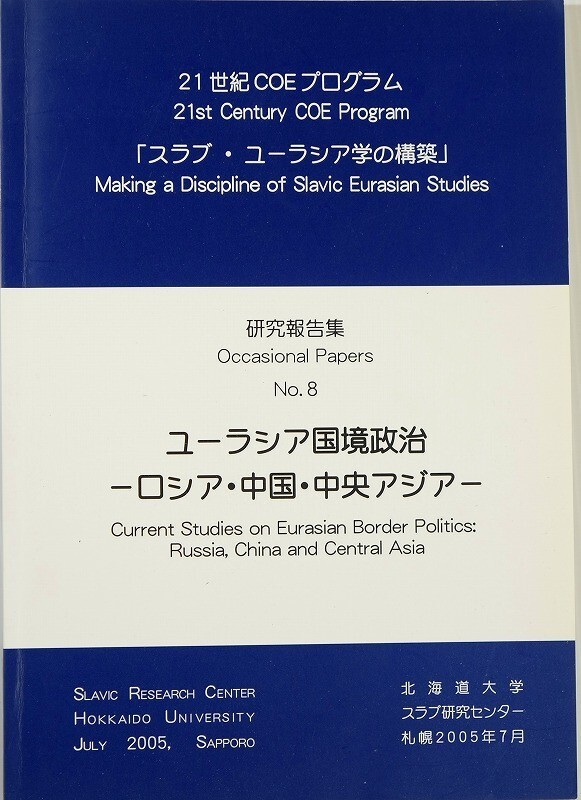 21世紀COEプログラム
21st Century COE Program
「スラブ・ユーラシア学の構築」
Making a Discipline of Slavic Eurasian Studies
研究報告集
Occasional Papers
No.8
ユーラシア国境政治
－ロシア・中国・中央アジア－
Current Studies on Eurasian Border Politics:
Russia, China and Central Asia
SLAVIC RESEARCH CENTER
HOKKAIDO UNIVERSITY
JULY 2005, SAPPORO
北海道大学
スラブ研究センター
札幌2005年7月